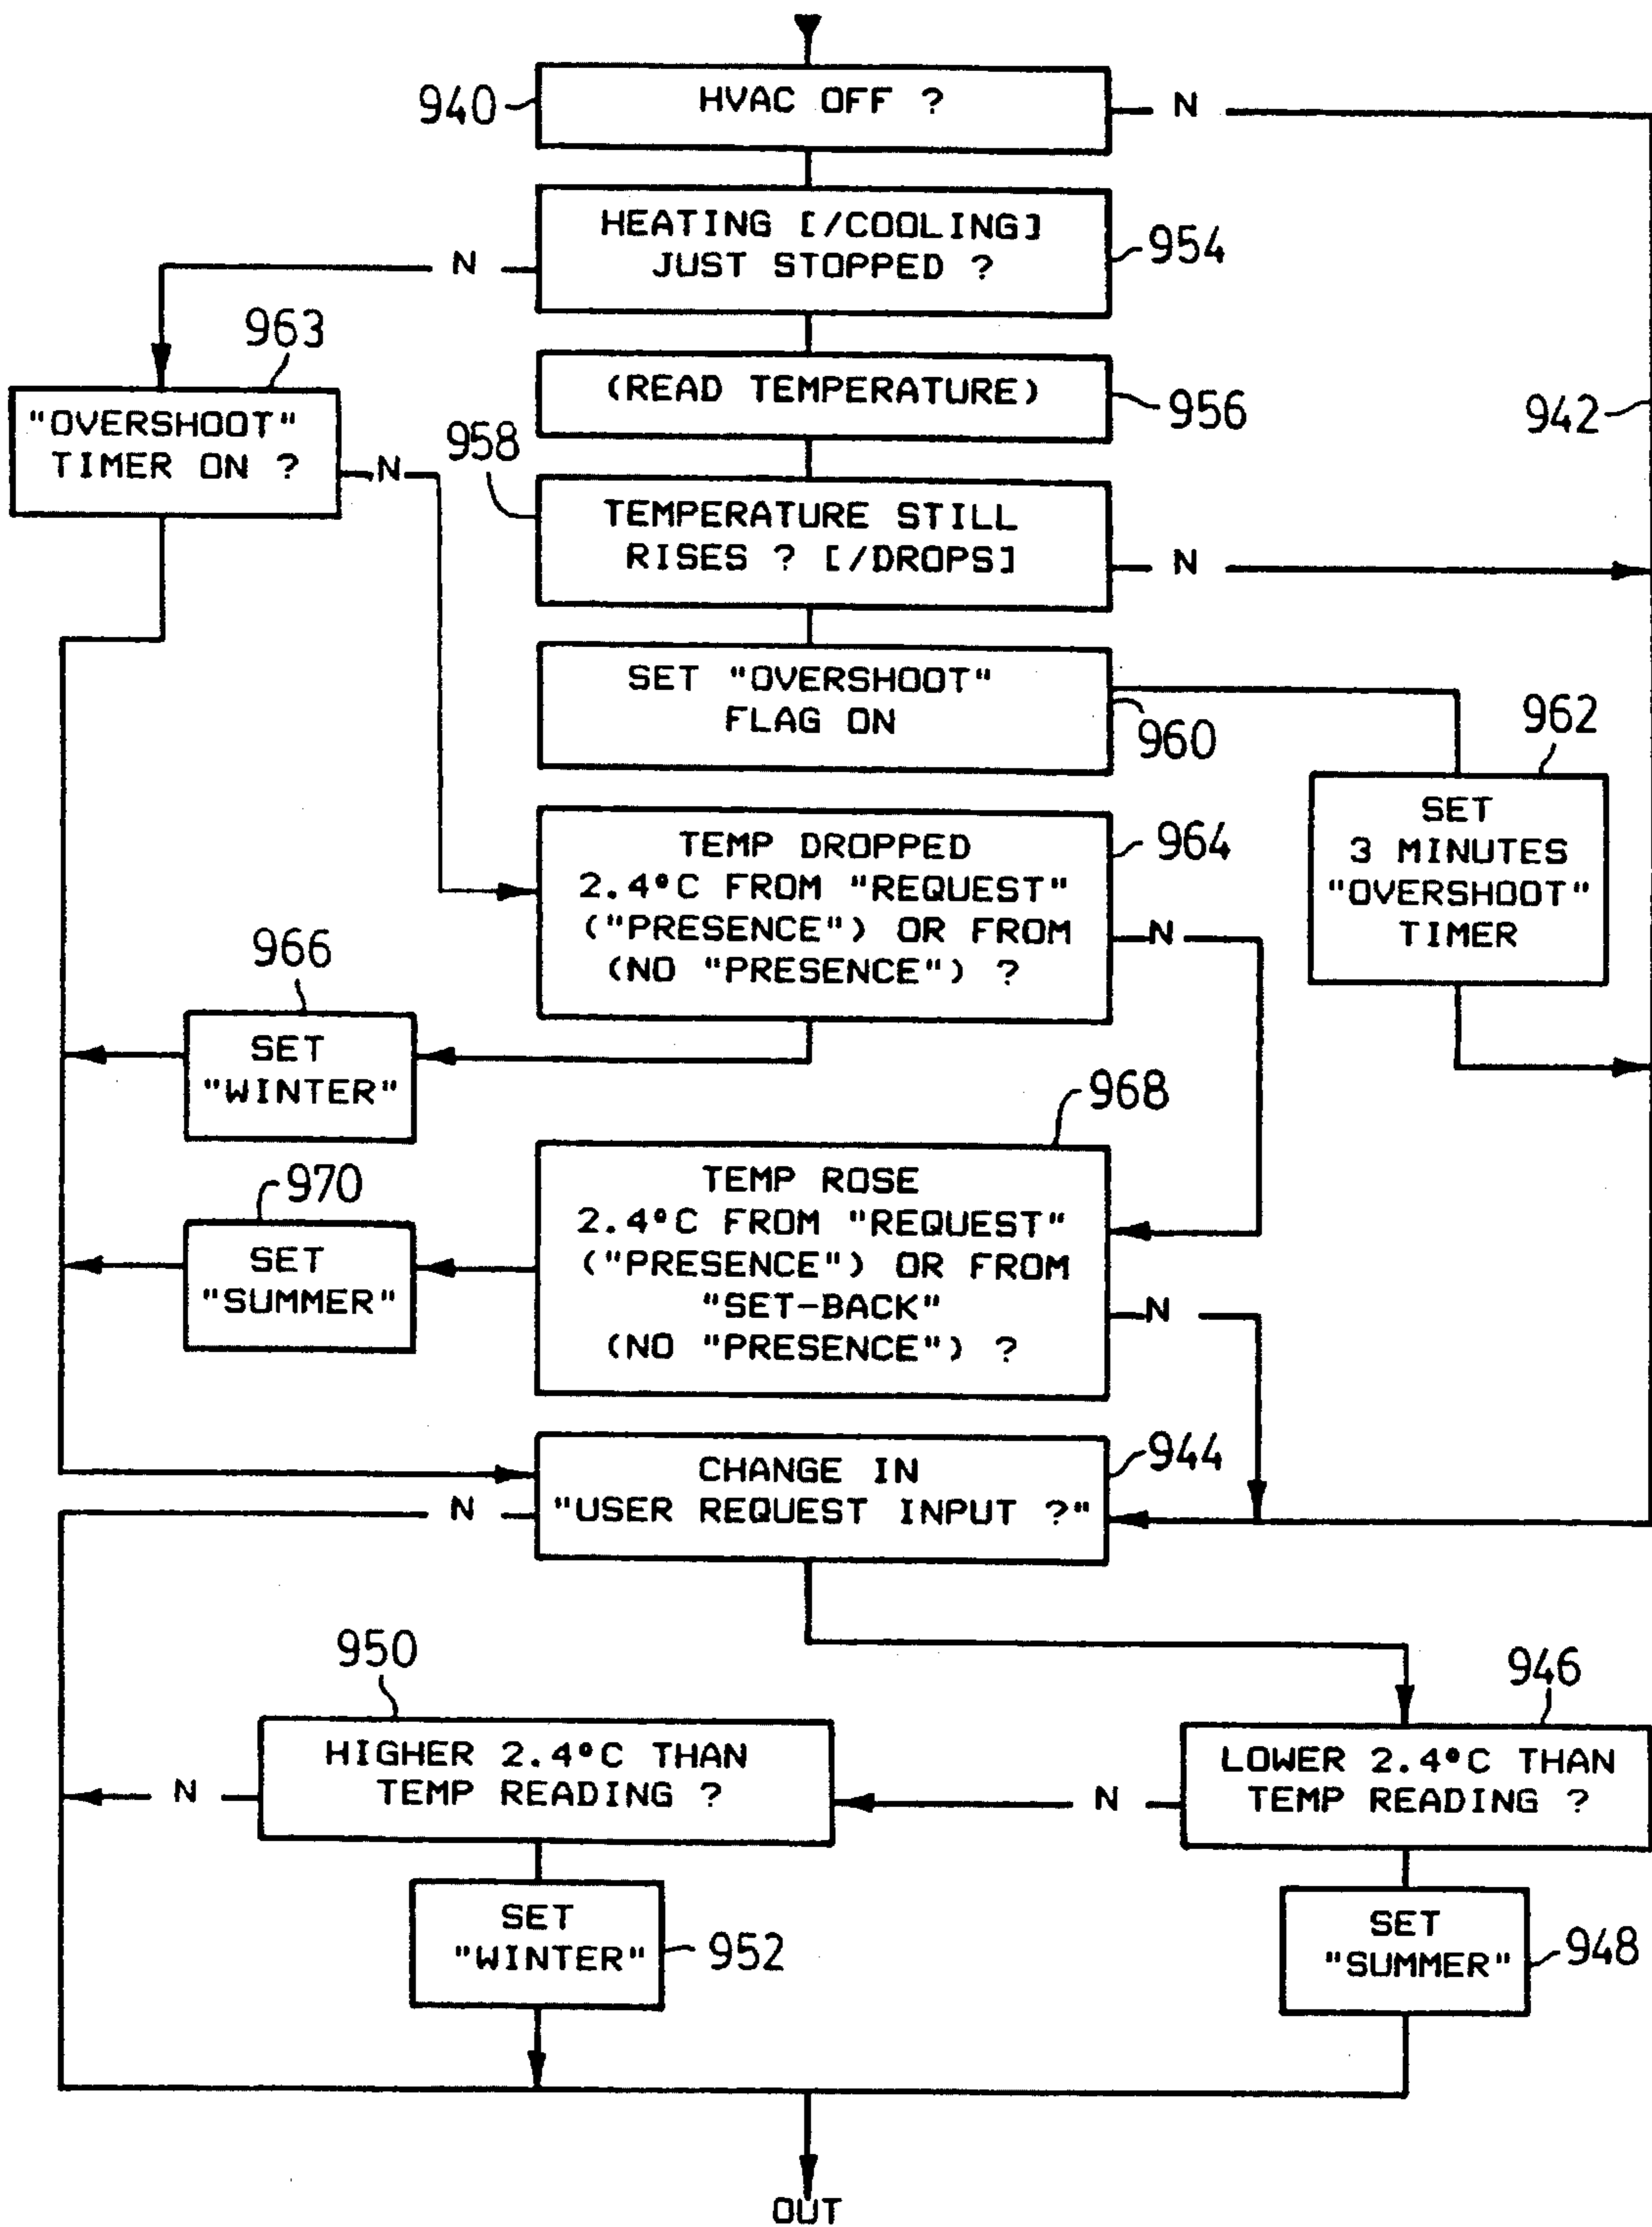 940
HVAC OFF ?
N
HEATING [/COOLING]
JUST STOPPED ?
954
N
963
"OVERSHOOT"
TIMER ON ?
N
(READ TEMPERATURE)
956
942
958
TEMPERATURE STILL
RISES ? [/DROPS]
N
SET "OVERSHOOT"
FLAG ON
960
962
SET
3 MINUTES
"OVERSHOOT"
TIMER
TEMP DROPPED
2.4°C FROM "REQUEST"
("PRESENCE") OR FROM
(NO "PRESENCE") ?
964
N
966
SET
"WINTER"
968
TEMP ROSE
2.4°C FROM "REQUEST"
("PRESENCE") OR FROM
"SET-BACK"
(NO "PRESENCE") ?
N
970
SET
"SUMMER"
CHANGE IN
"USER REQUEST INPUT ?"
944
N
950
HIGHER 2.4°C THAN
TEMP READING ?
N
946
LOWER 2.4°C THAN
TEMP READING ?
N
SET
"WINTER"
952
SET
"SUMMER"
948
OUT